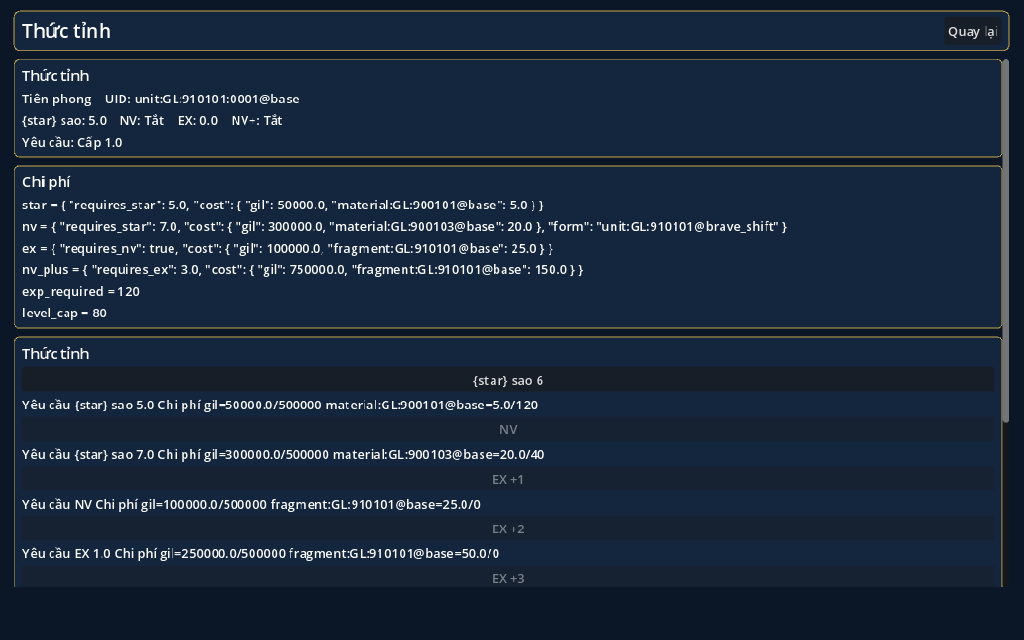 Thức tỉnh
Quay lại
Thức tỉnh
Tiên phong UID: unit:GL:910101:0001@base
{star} sao: 5.0 NV: Tắt EX: 0.0 NV+: Tắt
Yêu cầu: Cấp 1.0
Chi phí
star = { "requires_star": 5.0, "cost": { "gil": 50000.0, "material:GL:900101@base": 5.0 } }
nv = { "requires_star": 7.0, "cost": { "gil": 300000.0, "material:GL:900103@base": 20.0 }, "form": "unit:GL:910101@brave_shift" }
ex = { "requires_nv": true, "cost": { "gil": 100000.0, "fragment:GL:910101@base": 25.0 } }
nv_plus = { "requires_ex": 3.0, "cost": { "gil": 750000.0, "fragment:GL:910101@base": 150.0 } }
exp_required = 120
level_cap = 80
Thức tỉnh
{star} sao 6
Yêu cầu {star} sao 5.0 Chi phí gil=50000.0/500000 material:GL:900101@base=5.0/120
NV
Yêu cầu {star} sao 7.0 Chi phí gil=300000.0/500000 material:GL:900103@base=20.0/40
EX +1
Yêu cầu NV Chi phí gil=100000.0/500000 fragment:GL:910101@base=25.0/0
EX +2
Yêu cầu EX 1.0 Chi phí gil=250000.0/500000 fragment:GL:910101@base=50.0/0
EX +3